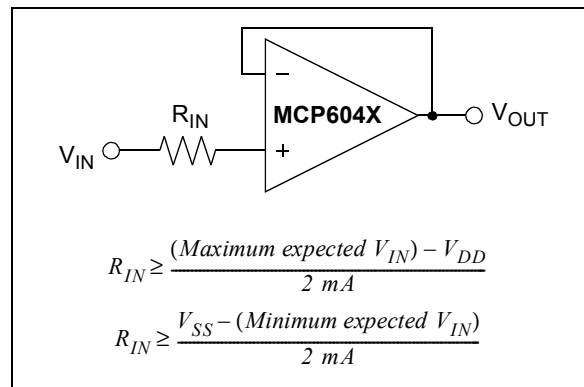 −
MCP604X
R_IN
V_IN
+
V_OUT
R_IN ≥ (Maximum expected V_IN) − V_DD
2 mA
R_IN ≥ V_SS − (Minimum expected V_IN)
2 mA